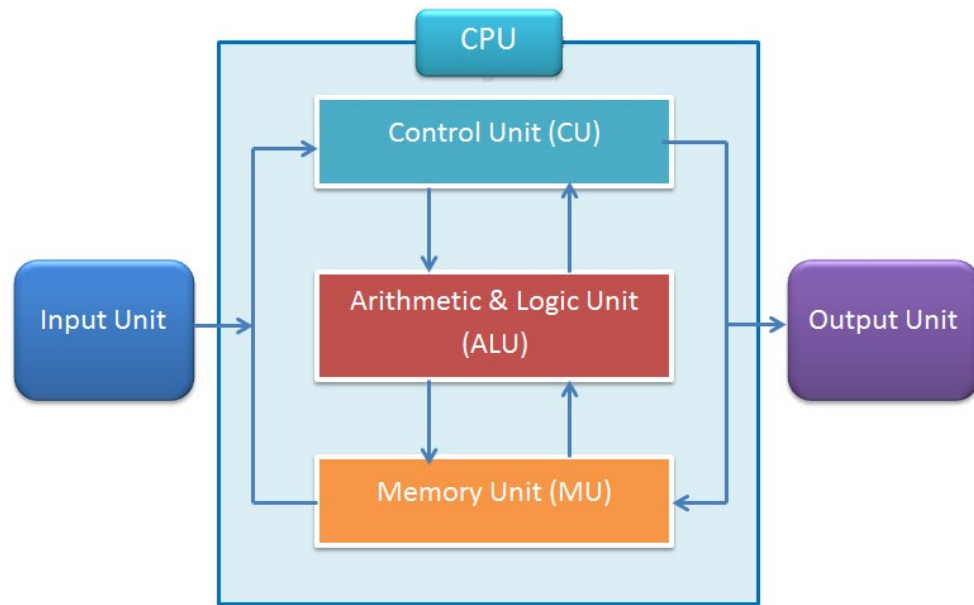 CPU
Control Unit (CU)
Input Unit
Arithmetic & Logic Unit
(ALU)
Output Unit
Memory Unit (MU)